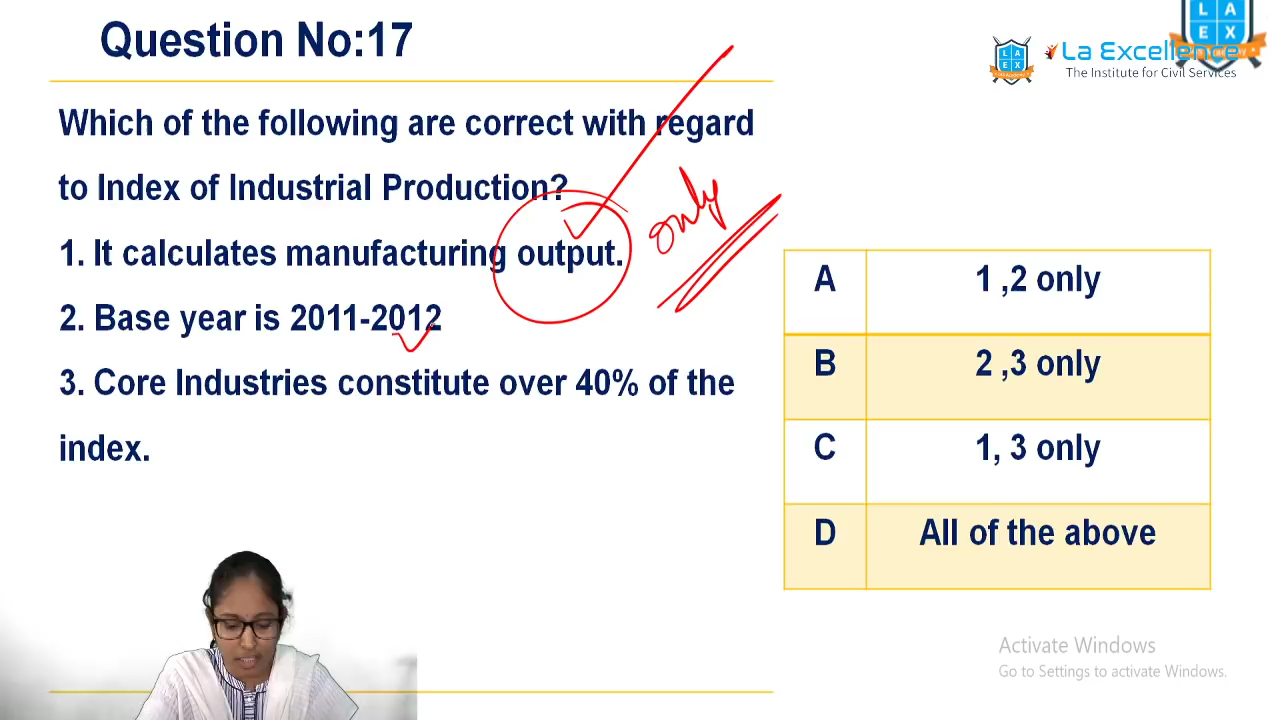 Question No:17
L A
E X
La Excellence
The Institute for Civil Services
Which of the following are correct with regard
to Index of Industrial Production?
only
1. It calculates manufacturing output.
2. Base year is 2011-2012
3. Core Industries constitute over 40% of the
index.
A 1 ,2 only
B 2 ,3 only
C 1, 3 only
D All of the above
Activate Windows
Go to Settings to activate Windows.